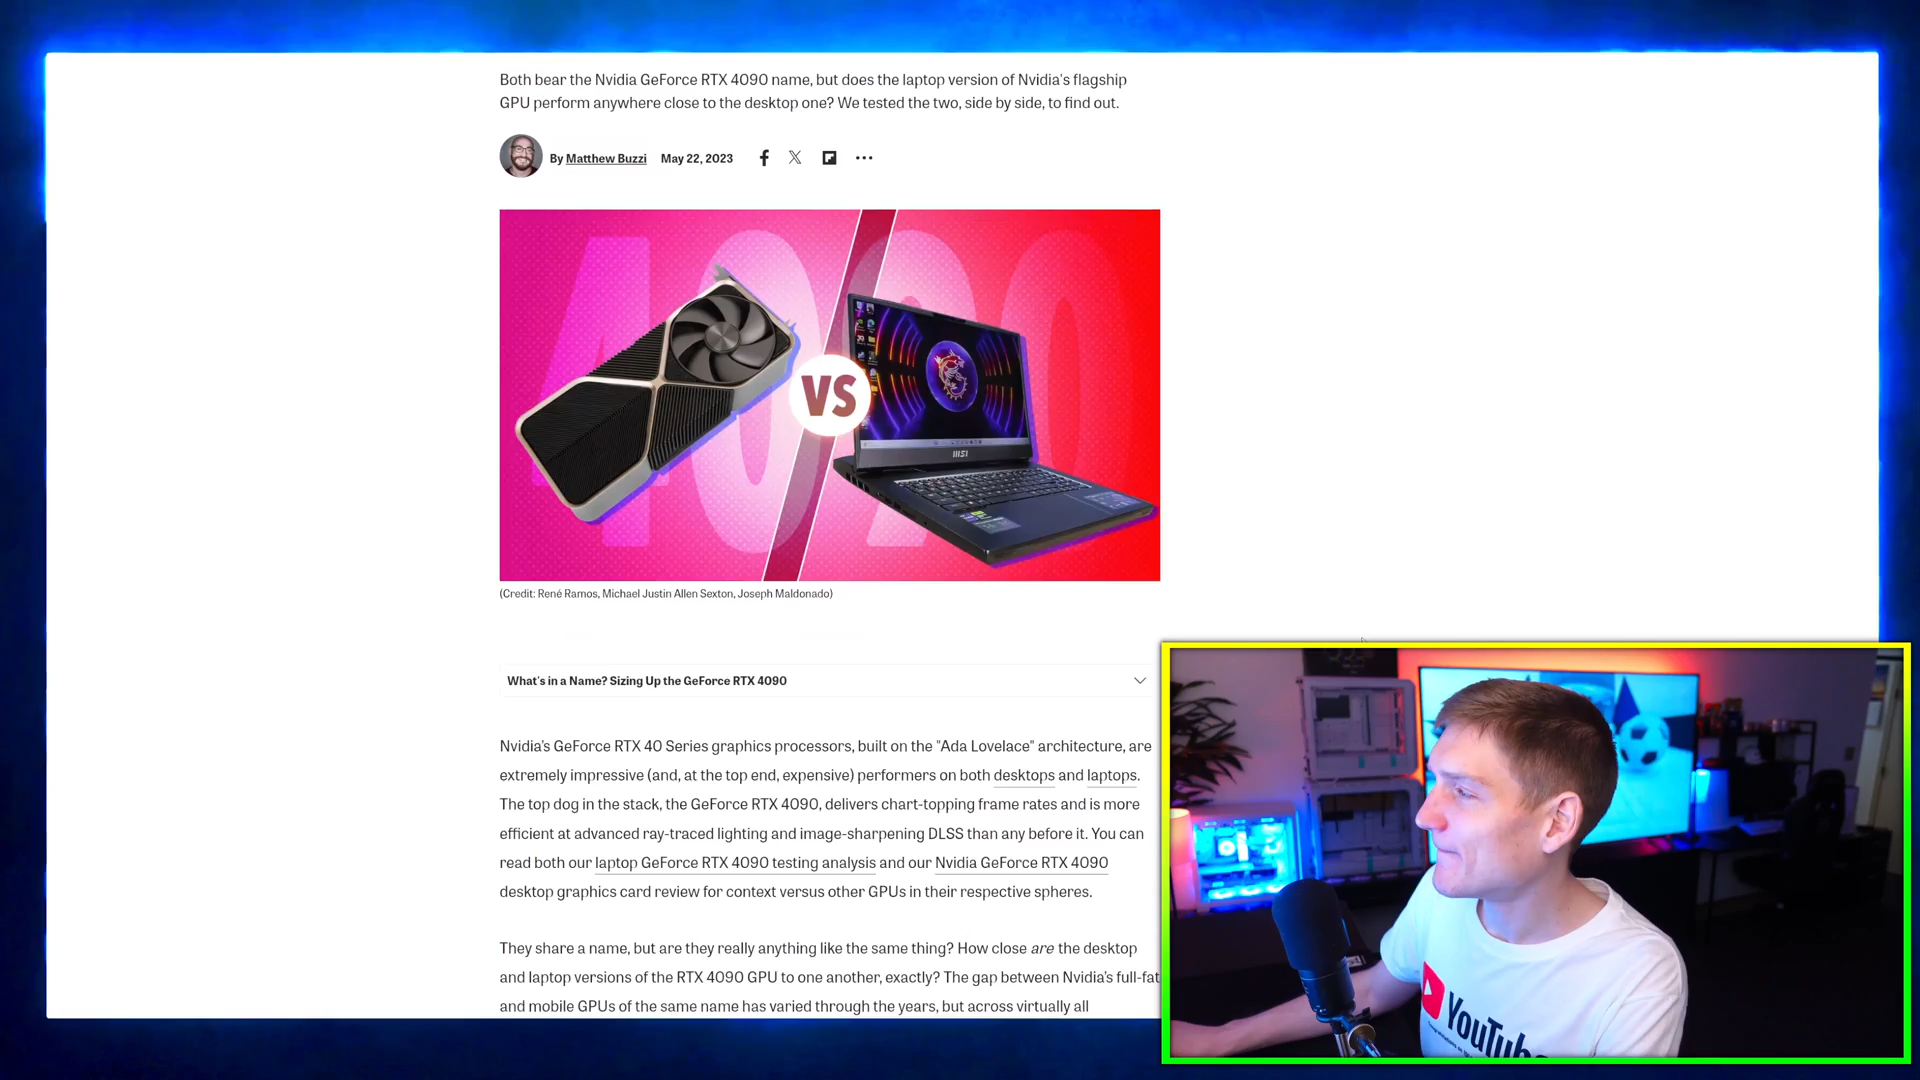 Both bear the Nvidia GeForce RTX 4090 name, but does the laptop version of Nvidia's flagship
GPU perform anywhere close to the desktop one? We tested the two, side by side, to find out.
By Matthew Buzzi May 22, 2023
4090
VS
msi
(Credit: René Ramos, Michael Justin Allen Sexton, Joseph Maldonado)
What's in a Name? Sizing Up the GeForce RTX 4090
Nvidia's GeForce RTX 40 Series graphics processors, built on the "Ada Lovelace" architecture, are
extremely impressive (and, at the top end, expensive) performers on both desktops and laptops.
The top dog in the stack, the GeForce RTX 4090, delivers chart-topping frame rates and is more
efficient at advanced ray-traced lighting and image-sharpening DLSS than any before it. You can
read both our laptop GeForce RTX 4090 testing analysis and our Nvidia GeForce RTX 4090
desktop graphics card review for context versus other GPUs in their respective spheres.
They share a name, but are they really anything like the same thing? How close are the desktop
and laptop versions of the RTX 4090 GPU to one another, exactly? The gap between Nvidia's full-fat
and mobile GPUs of the same name has varied through the years, but across virtually all
YouTube